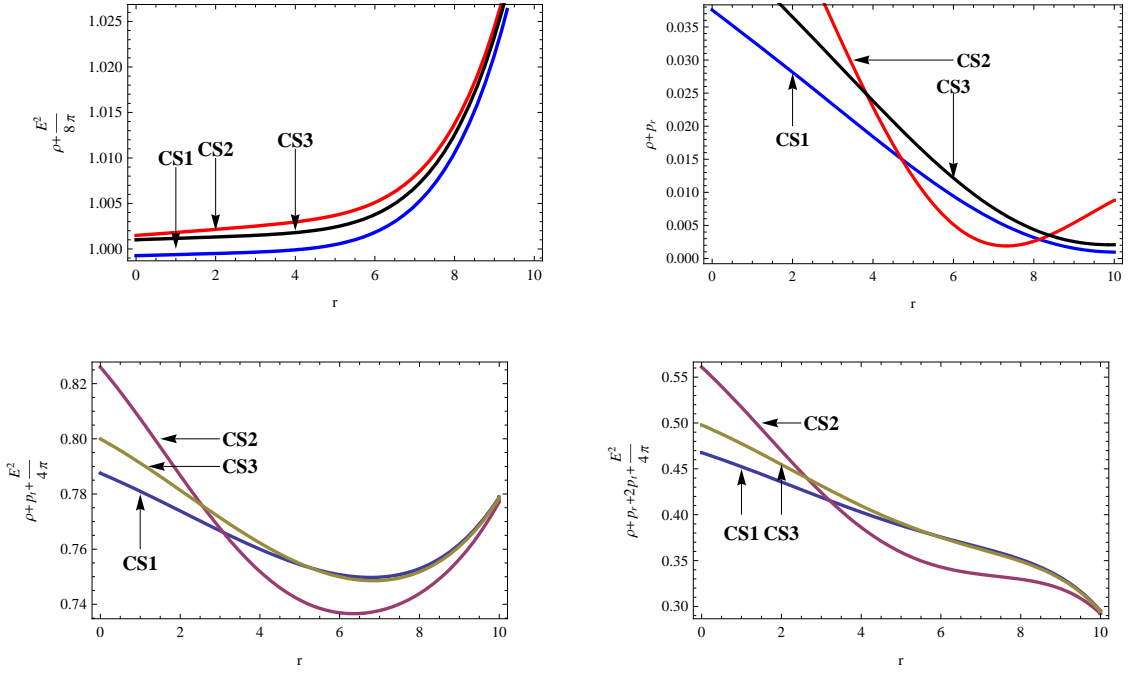 1.025
1.020
1.015
1.010
1.005
1.000
ρ+E²/8π
CS1
CS2
CS3
0 2 4 6 8 10
r
0.035
0.030
0.025
0.020
0.015
0.010
0.005
0.000
ρ+pᵣ
CS2
CS3
CS1
0 2 4 6 8 10
r
0.82
0.80
0.78
0.76
0.74
ρ+pₜ+E²/4π
CS2
CS3
CS1
0 2 4 6 8 10
r
0.55
0.50
0.45
0.40
0.35
0.30
ρ+pᵣ+2pₜ+E²/4π
CS2
CS1 CS3
0 2 4 6 8 10
r